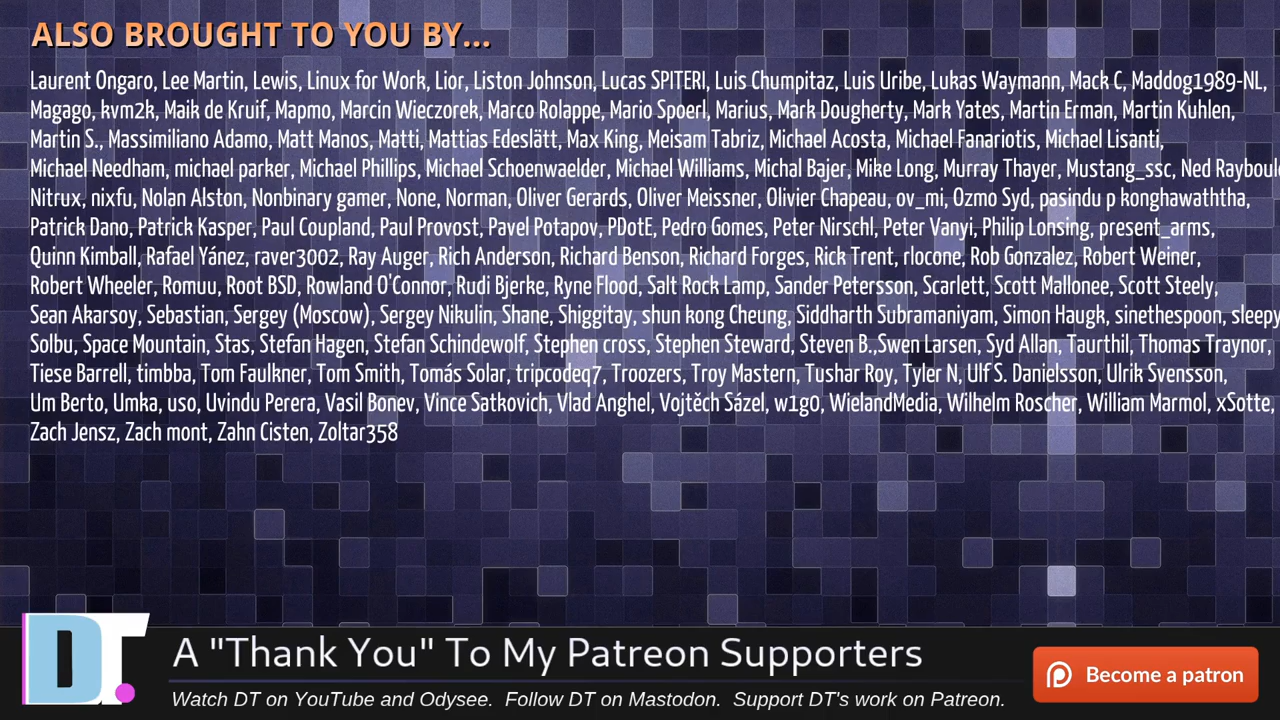 ALSO BROUGHT TO YOU BY...
Laurent Ongaro, Lee Martin, Lewis, Linux for Work, Lior, Liston Johnson, Lucas SPITERI, Luis Chumpitaz, Luis Uribe, Lukas Waymann, Mack C, Maddog1989-NL,
Magago, kvm2k, Maik de Kruif, Mapmo, Marcin Wieczorek, Marco Rolappe, Mario Spoerl, Marius, Mark Dougherty, Mark Yates, Martin Erman, Martin Kuhlen,
Martin S., Massimiliano Adamo, Matt Manos, Matti, Mattias Edeslätt, Max King, Meisam Tabriz, Michael Acosta, Michael Fanariotis, Michael Lisanti,
Michael Needham, michael parker, Michael Phillips, Michael Schoenwaelder, Michael Williams, Michal Bajer, Mike Long, Murray Thayer, Mustang_ssc, Ned
Nitrux, nixfu, Nolan Alston, Nonbinary gamer, None, Norman, Oliver Gerards, Oliver Meissner, Olivier Chapeau, ov_mi, Ozmo Syd, pasindu p konghawaththa,
Patrick Dano, Patrick Kasper, Paul Coupland, Paul Provost, Pavel Potapov, PDotE, Pedro Gomes, Peter Nirschl, Peter Vanyi, Philip Lonsing, present_arms,
Quinn Kimball, Rafael Yánez, raver3002, Ray Auger, Rich Anderson, Richard Benson, Richard Forges, Rick Trent, rlocone, Rob Gonzalez, Robert Weiner,
Robert Wheeler, Romuu, Root BSD, Rowland O'Connor, Rudi Bjerke, Ryne Flood, Salt Rock Lamp, Sander Petersson, Scarlett, Scott Mallonee, Scott Steely,
Sean Akarsoy, Sebastian, Sergey (Moscow), Sergey Nikulin, Shane, Shiggitay, shun kong Cheung, Siddharth Subramaniyam, Simon Haugk, sinethespoon, sleepy
Solbu, Space Mountain, Stas, Stefan Hagen, Stefan Schindewolf, Stephen cross, Stephen Steward, Steven B.,Swen Larsen, Syd Allan, Taurthil, Thomas Traynor,
Tiese Barrell, timbba, Tom Faulkner, Tom Smith, Tomás Solar, tripcodeq7, Troozers, Troy Mastern, Tushar Roy, Tyler N, Ulf S. Danielsson, Ulrik Svensson,
Um Berto, Umka, uso, Uvindu Perera, Vasil Bonev, Vince Satkovich, Vlad Anghel, Vojtěch Sázel, w1g0, WielandMedia, Wilhelm Roscher, William Marmol, xSotte,
Zach Jensz, Zach mont, Zahn Cisten, Zoltar358
DT
A "Thank You" To My Patreon Supporters
Become a patron
Watch DT on YouTube and Odysee. Follow DT on Mastodon. Support DT's work on Patreon.